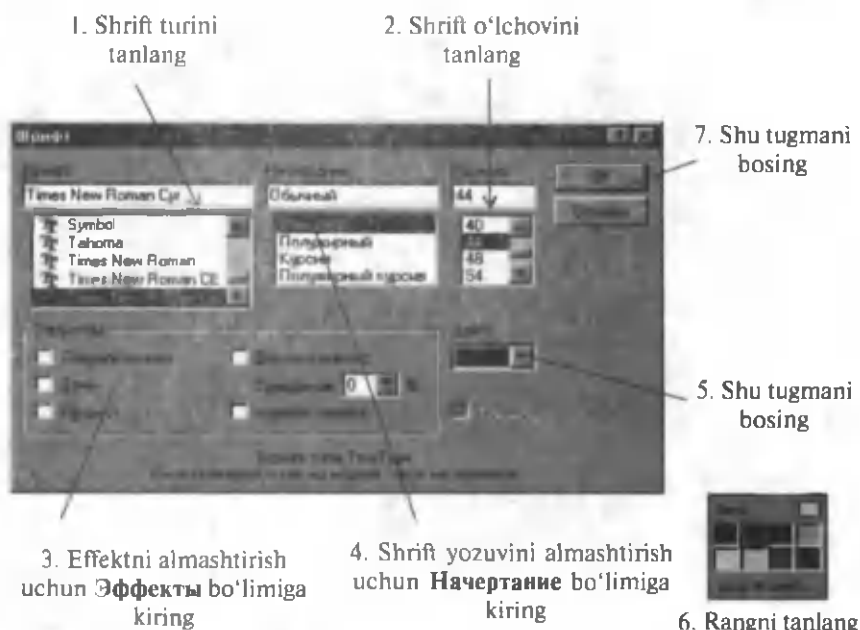 1. Shrift turini
tanlang
2. Shrift o‘lchovini
tanlang
7. Shu tugmani
bosing
Шрифт
Times New Roman Cyr
Обычный
44
Symbol
Tahoma
Times New Roman
Times New Roman CE
Полужирный
Курсив
Полужирный курсив
40
44
48
54
0
5. Shu tugmani
bosing
3. Effektni almashtirish
uchun Эффекты bo‘limiga
kiring
4. Shrift yozuvini almashtirish
uchun Начертание bo‘limiga
kiring
6. Rangni tanlang